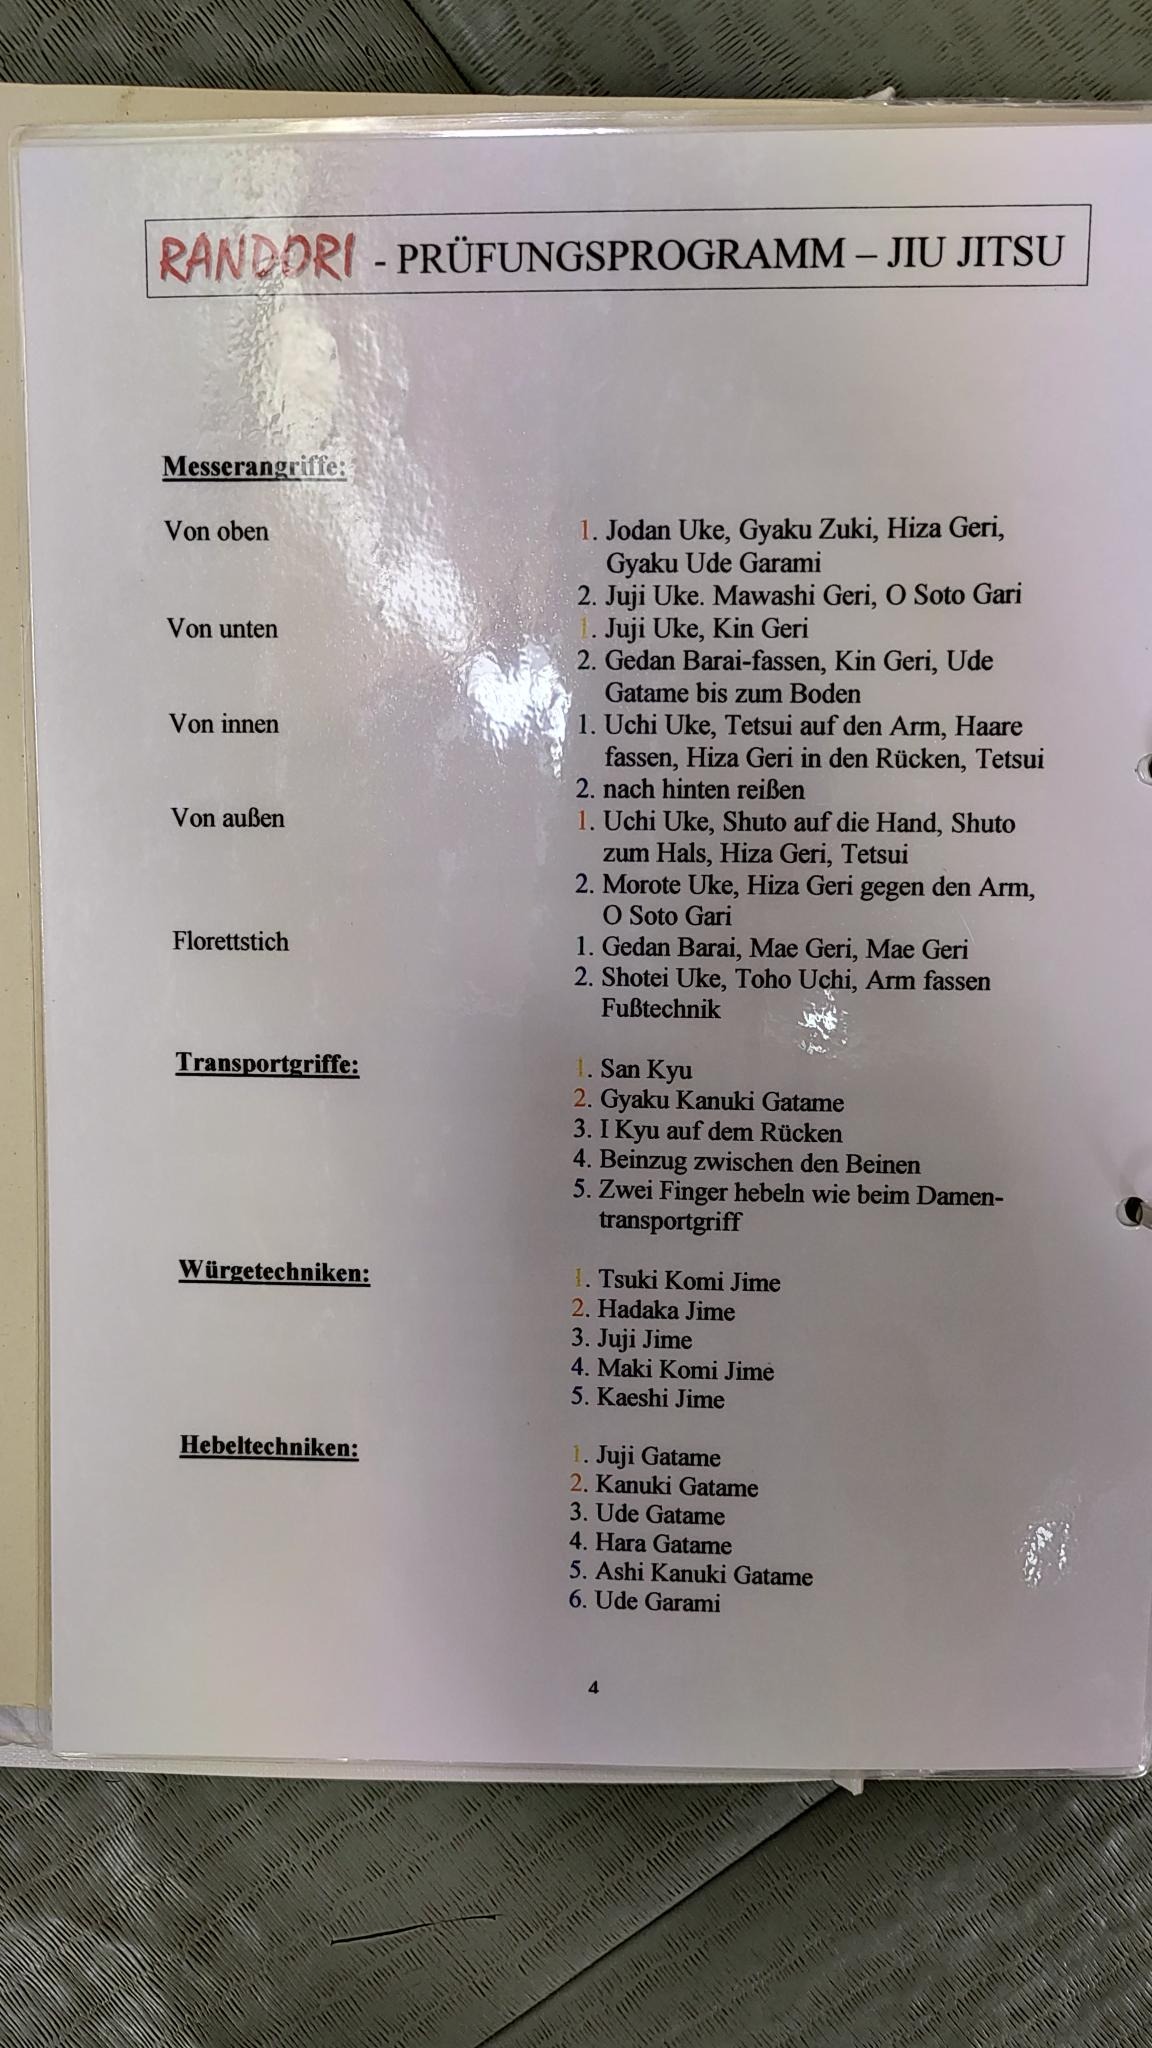 RANDORI - PRÜFUNGSPROGRAMM – JIU JITSU
Messerangriffe:
Von oben 1. Jodan Uke, Gyaku Zuki, Hiza Geri,
Gyaku Ude Garami
2. Juji Uke. Mawashi Geri, O Soto Gari
Von unten 1. Juji Uke, Kin Geri
2. Gedan Barai-fassen, Kin Geri, Ude
Gatame bis zum Boden
Von innen 1. Uchi Uke, Tetsui auf den Arm, Haare
fassen, Hiza Geri in den Rücken, Tetsui
2. nach hinten reißen
Von außen 1. Uchi Uke, Shuto auf die Hand, Shuto
zum Hals, Hiza Geri, Tetsui
2. Morote Uke, Hiza Geri gegen den Arm,
O Soto Gari
Florettstich 1. Gedan Barai, Mae Geri, Mae Geri
2. Shotei Uke, Toho Uchi, Arm fassen
Fußtechnik
Transportgriffe: 1. San Kyu
2. Gyaku Kanuki Gatame
3. I Kyu auf dem Rücken
4. Beinzug zwischen den Beinen
5. Zwei Finger hebeln wie beim Damen-
transportgriff
Würgetechniken: 1. Tsuki Komi Jime
2. Hadaka Jime
3. Juji Jime
4. Maki Komi Jime
5. Kaeshi Jime
Hebeltechniken: 1. Juji Gatame
2. Kanuki Gatame
3. Ude Gatame
4. Hara Gatame
5. Ashi Kanuki Gatame
6. Ude Garami
4